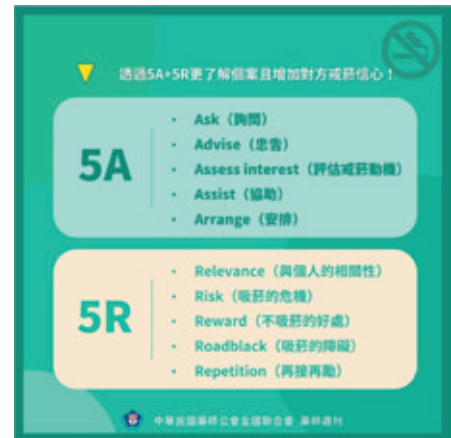 透過5A+5R更了解個案且增加對方戒菸信心！
5A
· Ask（詢問）
· Advise（忠告）
· Assess interest（評估戒菸動機）
· Assist（協助）
· Arrange（安排）
5R
· Relevance（與個人的相關性）
· Risk（吸菸的危機）
· Reward（不吸菸的好處）
· Roadblack（吸菸的障礙）
· Repetition（再接再勵）
中華民國藥師公會全國聯合會 藥師週刊